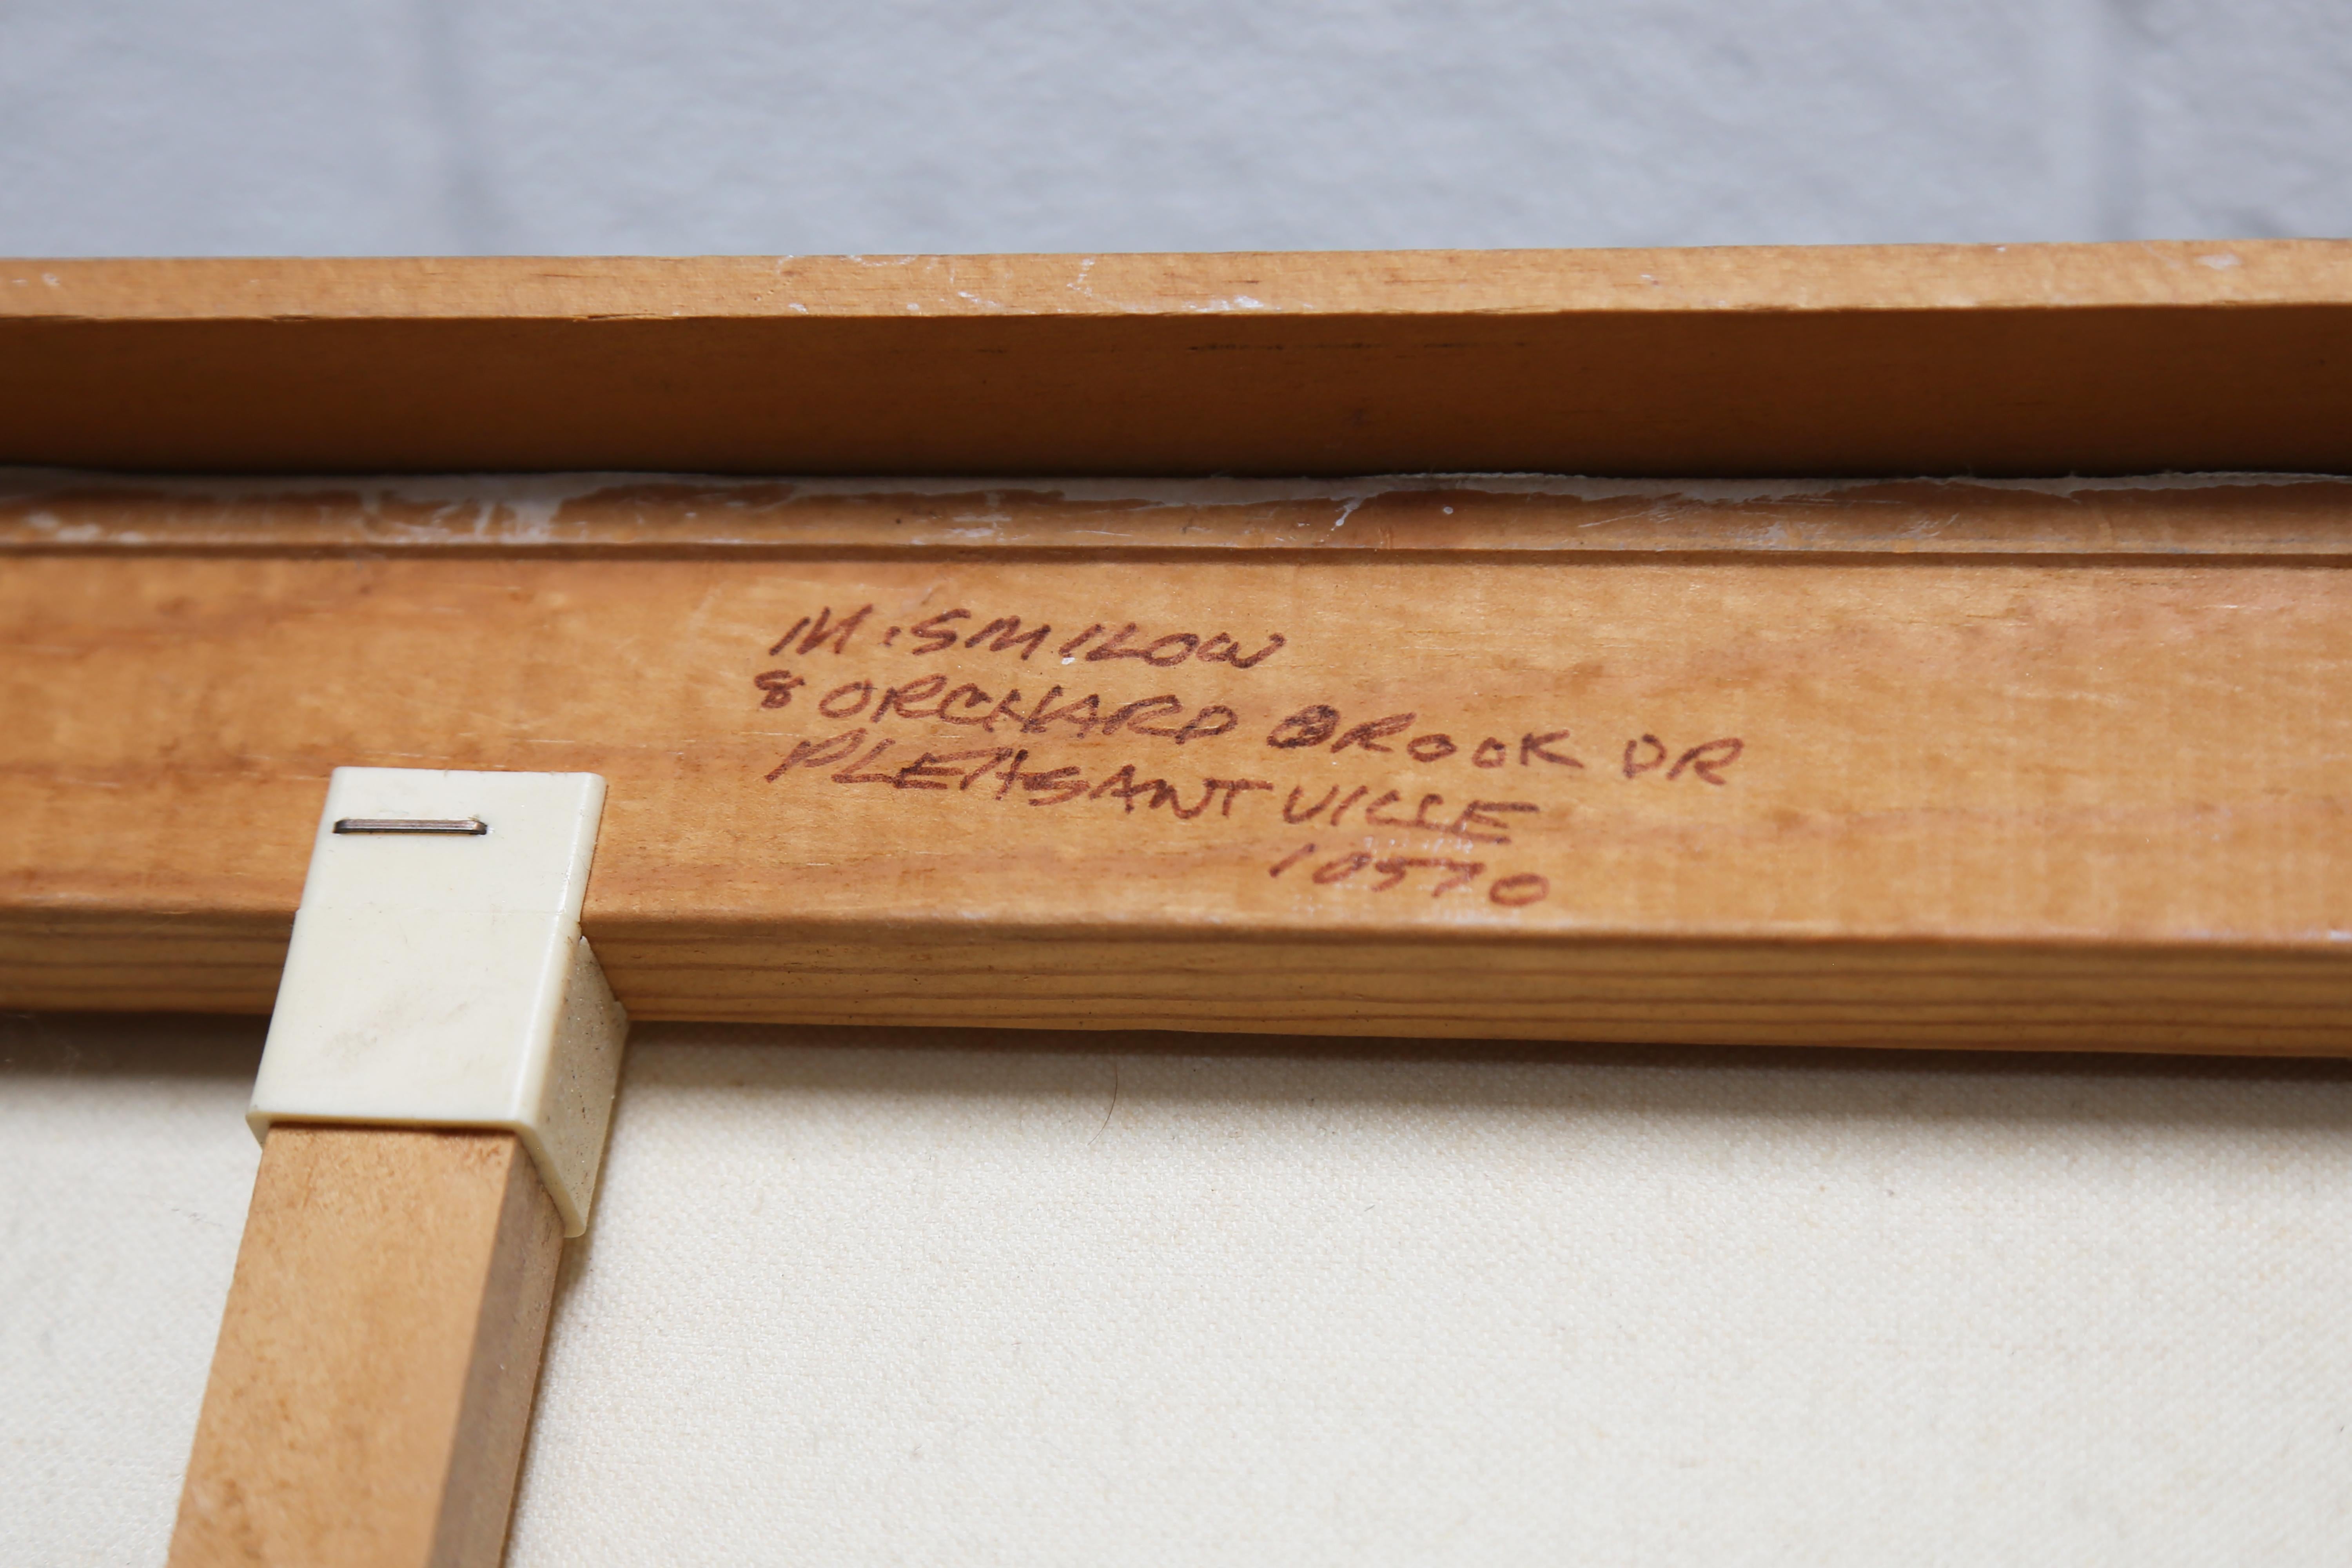 M. SMILOW
8 ORCHARD BROOK DR
PLEASANTVILLE
10570